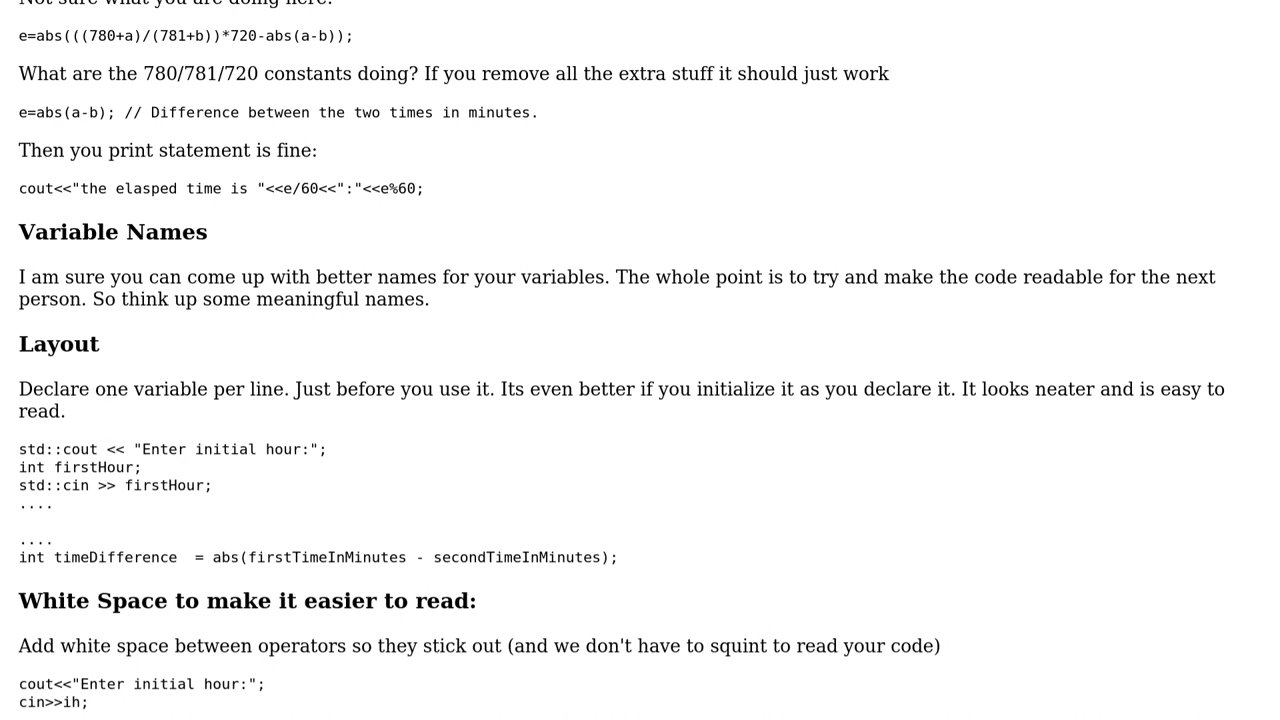 Not sure what you are doing here.
e=abs(((780+a)/(781+b))*720-abs(a-b));
What are the 780/781/720 constants doing? If you remove all the extra stuff it should just work
e=abs(a-b); // Difference between the two times in minutes.
Then you print statement is fine:
cout<<"the elasped time is "<<e/60<<":"<<e%60;
Variable Names
I am sure you can come up with better names for your variables. The whole point is to try and make the code readable for the next
person. So think up some meaningful names.
Layout
Declare one variable per line. Just before you use it. Its even better if you initialize it as you declare it. It looks neater and is easy to
read.
std::cout << "Enter initial hour:";
int firstHour;
std::cin >> firstHour;
....
....
int timeDifference  = abs(firstTimeInMinutes - secondTimeInMinutes);
White Space to make it easier to read:
Add white space between operators so they stick out (and we don't have to squint to read your code)
cout<<"Enter initial hour:";
cin>>ih;